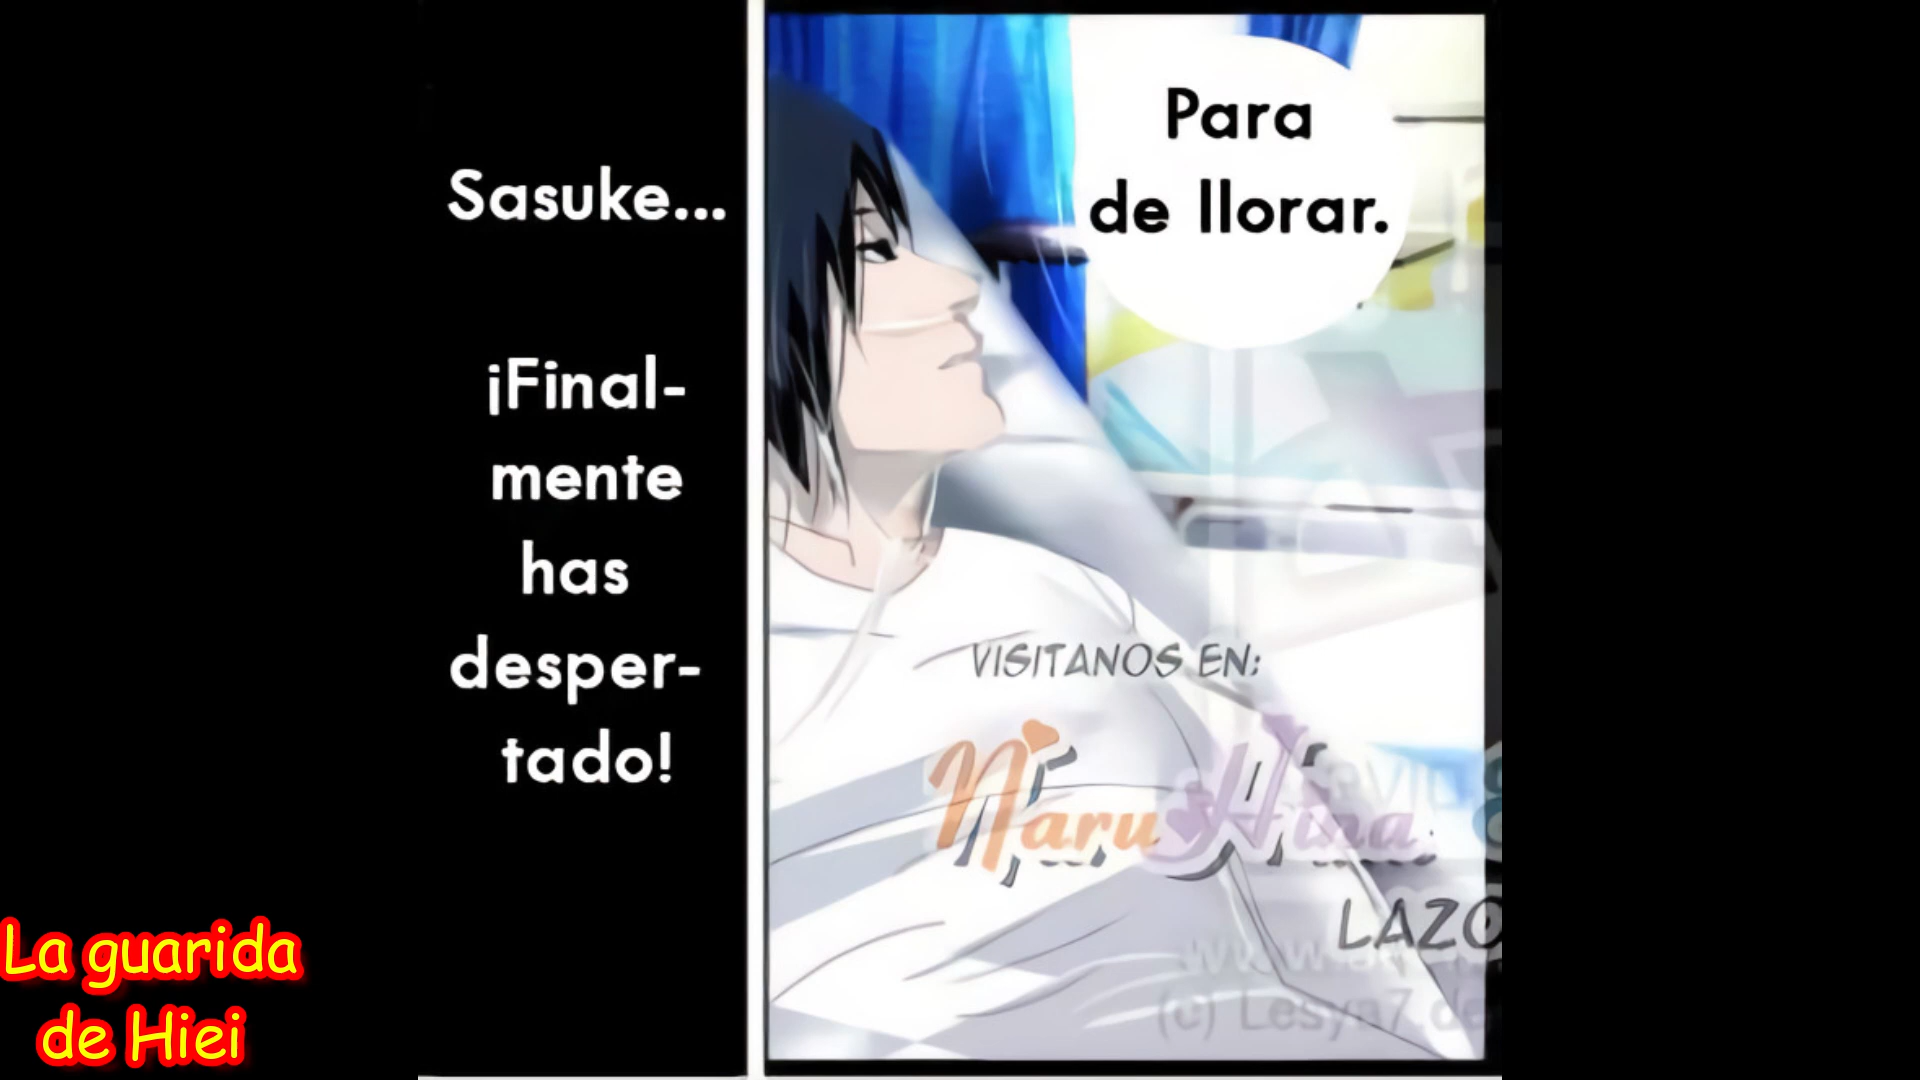 Sasuke...
¡Final-
mente
has
desper-
tado!
Para
de llorar.
VISITANOS EN:
NaruHina
LAZO
(c) Lesya7.de
La guarida
de Hiei